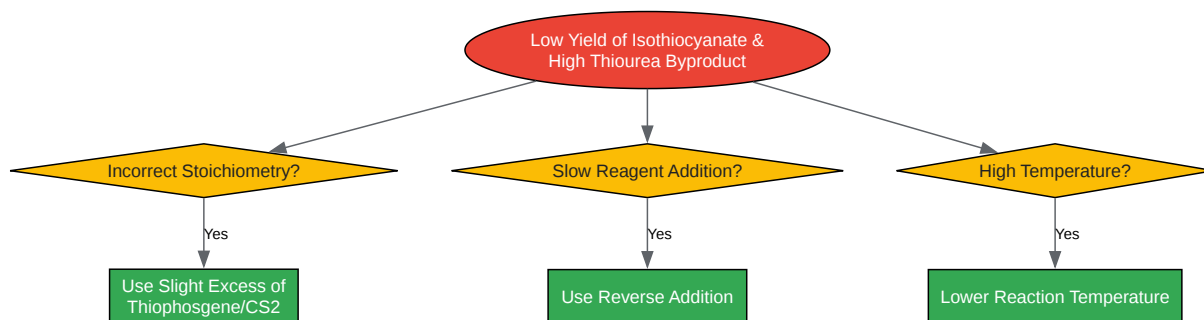 Low Yield of Isothiocyanate &
High Thiourea Byproduct
Incorrect Stoichiometry?
Slow Reagent Addition?
High Temperature?
Yes
Yes
Yes
Use Slight Excess of
Thiophosgene/CS2
Use Reverse Addition
Lower Reaction Temperature